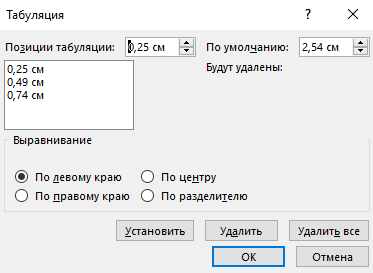 Табуляция
Позиции табуляции: 0,25 см По умолчанию: 2,54 см
0,25 см Будут удалены:
0,49 см
0,74 см
Выравнивание
По левому краю По центру
По правому краю По разделителю
Установить Удалить Удалить все
ОК Отмена